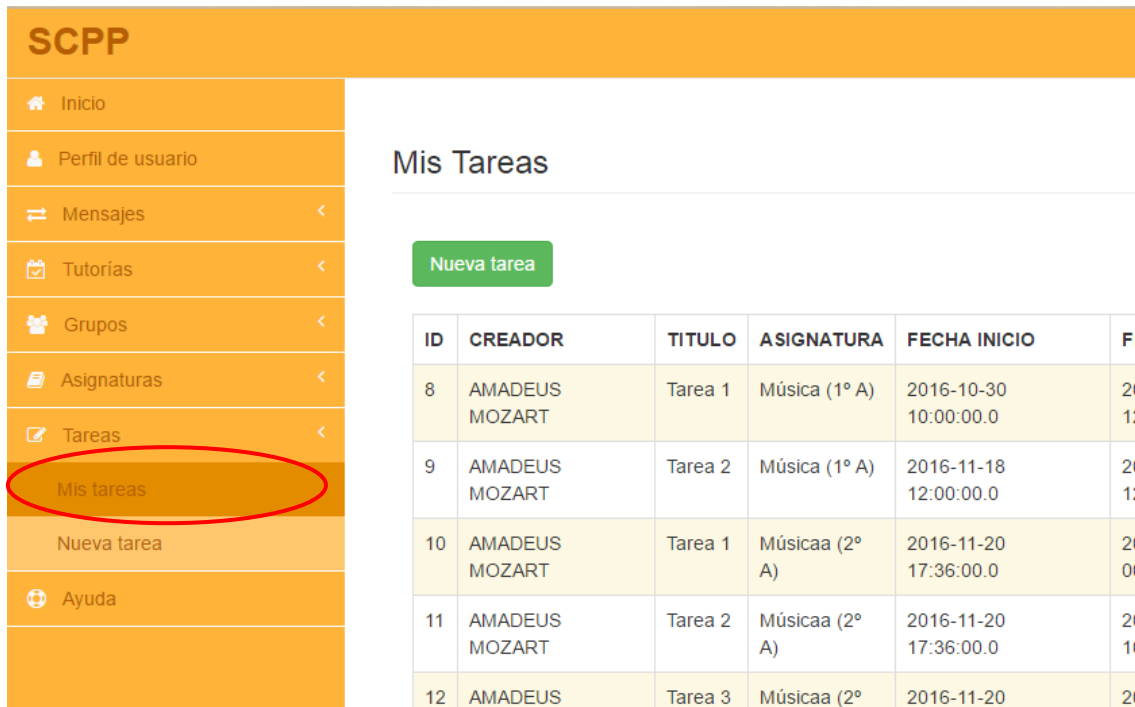 SCPP
Inicio
Perfil de usuario
Mensajes
Tutorías
Grupos
Asignaturas
Tareas
Mis tareas
Nueva tarea
Ayuda
Mis Tareas
Nueva tarea
ID CREADOR TITULO ASIGNATURA FECHA INICIO
8 AMADEUS Tarea 1 Música (1º A) 2016-10-30
MOZART 10:00:00.0
9 AMADEUS Tarea 2 Música (1º A) 2016-11-18
MOZART 12:00:00.0
10 AMADEUS Tarea 1 Músicaa (2º 2016-11-20
MOZART A) 17:36:00.0
11 AMADEUS Tarea 2 Músicaa (2º 2016-11-20
MOZART A) 17:36:00.0
12 AMADEUS Tarea 3 Músicaa (2º 2016-11-20